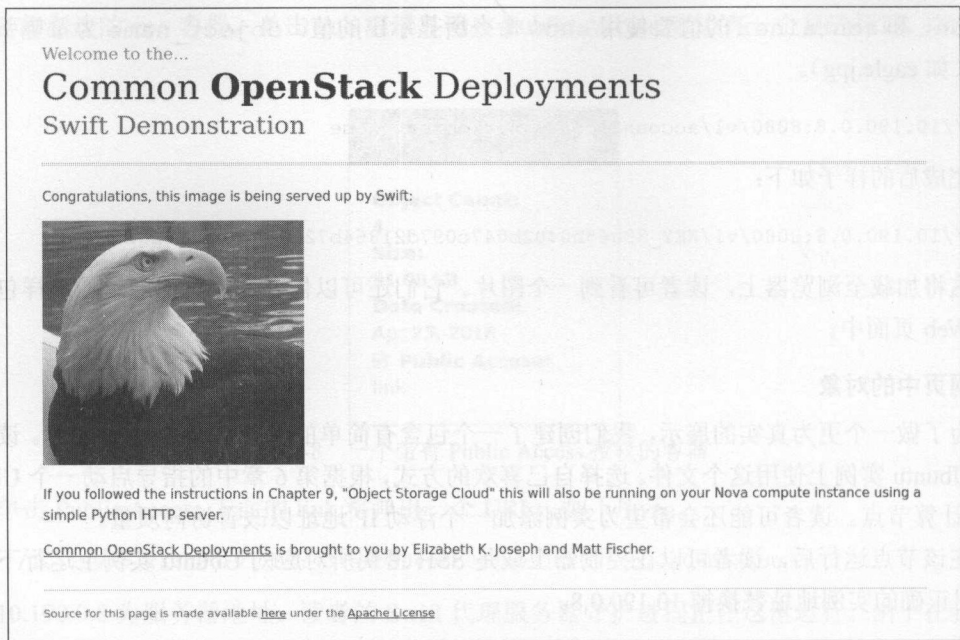 Welcome to the...
Common OpenStack Deployments
Swift Demonstration
Congratulations, this image is being served up by Swift:
If you followed the instructions in Chapter 9, "Object Storage Cloud" this will also be running on your Nova compute instance using a
simple Python HTTP server.
Common OpenStack Deployments is brought to you by Elizabeth K. Joseph and Matt Fischer.
Source for this page is made available here under the Apache License